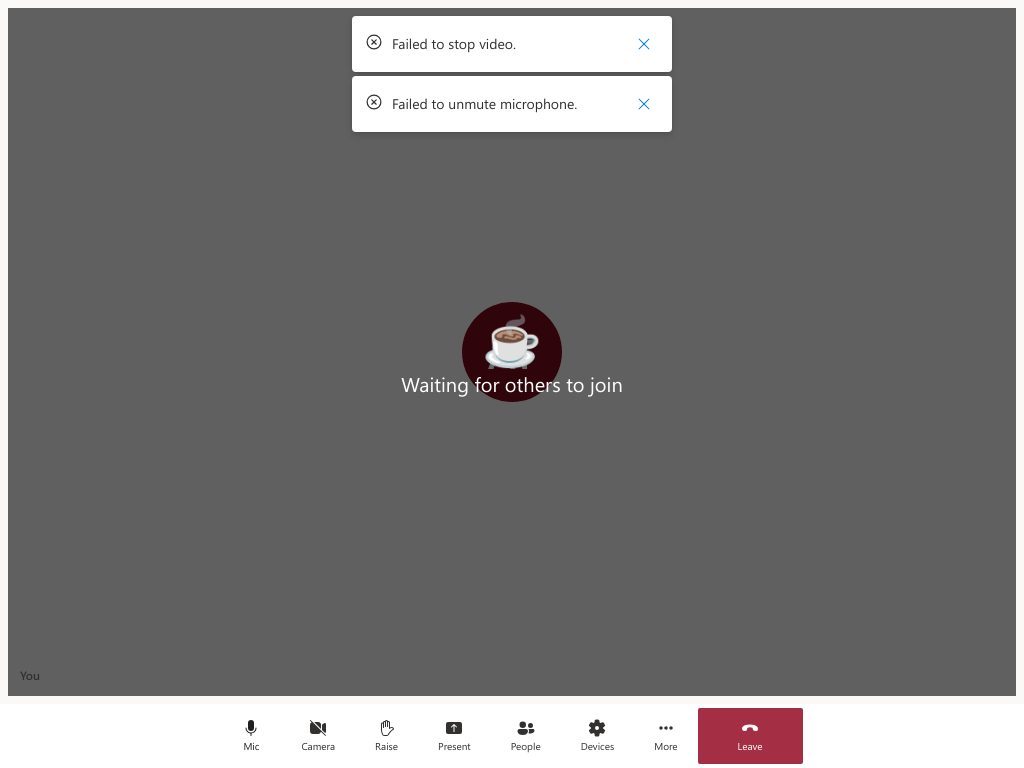 Failed to stop video.
Failed to unmute microphone.
Waiting for others to join
You
Mic
Camera
Raise
Present
People
Devices
More
Leave